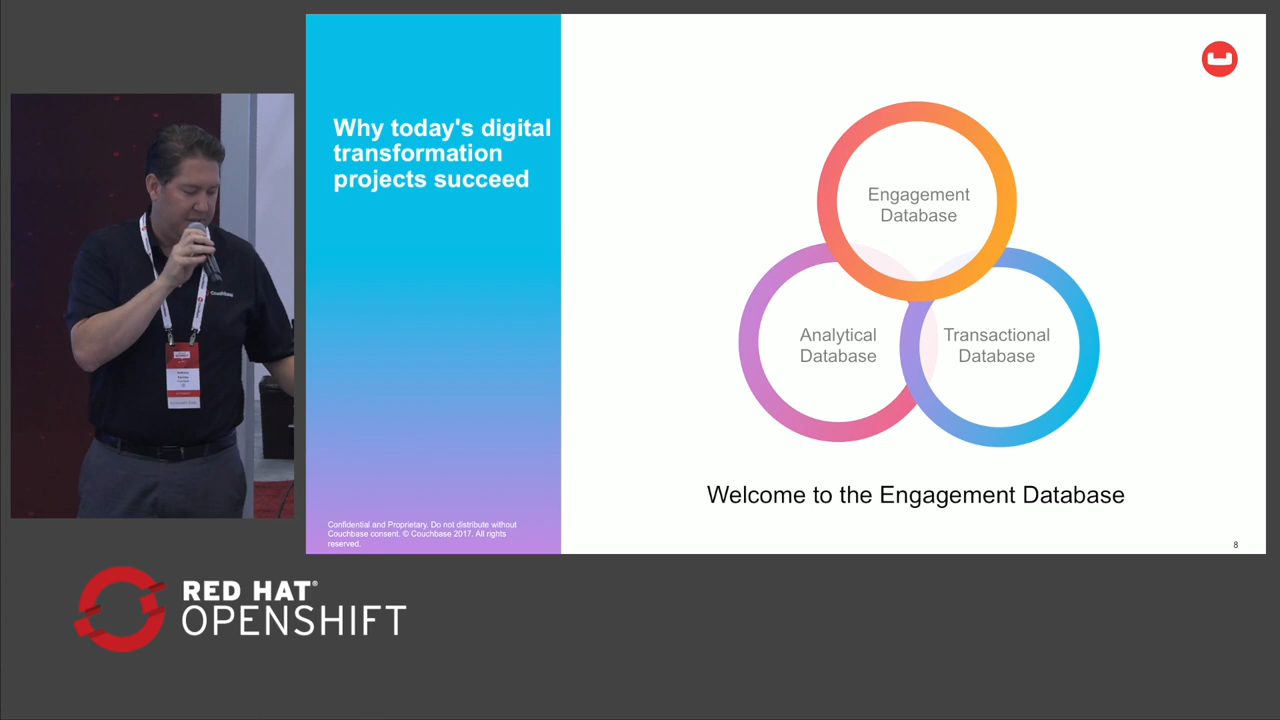 Why today's digital
transformation
projects succeed
Engagement
Database
Analytical
Database
Transactional
Database
Welcome to the Engagement Database
Confidential and Proprietary. Do not distribute without
Couchbase consent. © Couchbase 2017. All rights
reserved.
8
Couchbase
RED HAT®
OPENSHIFT